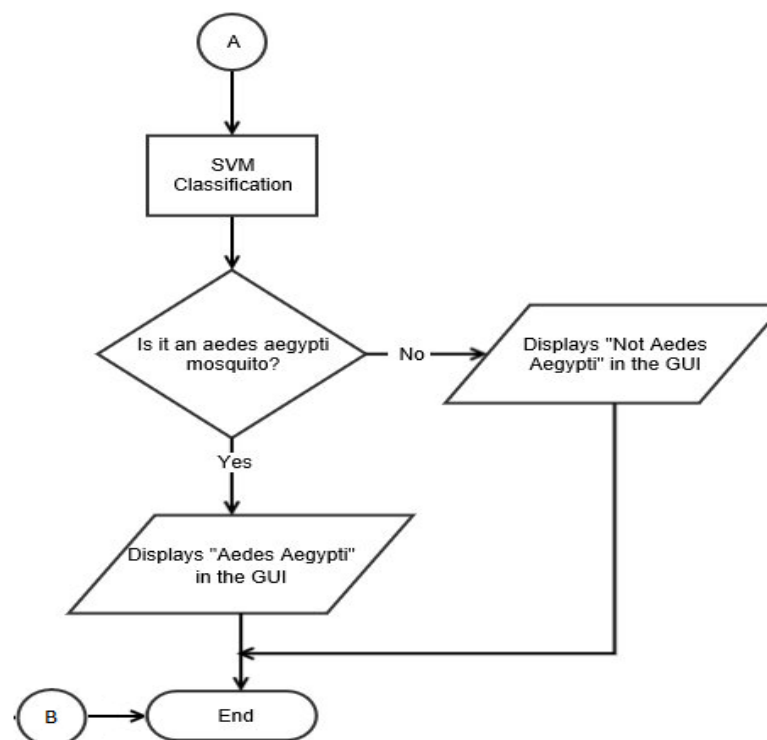 A
SVM
Classification
Is it an aedes aegypti
mosquito?
No
Displays "Not Aedes
Aegypti" in the GUI
Yes
Displays "Aedes Aegypti"
in the GUI
B
End